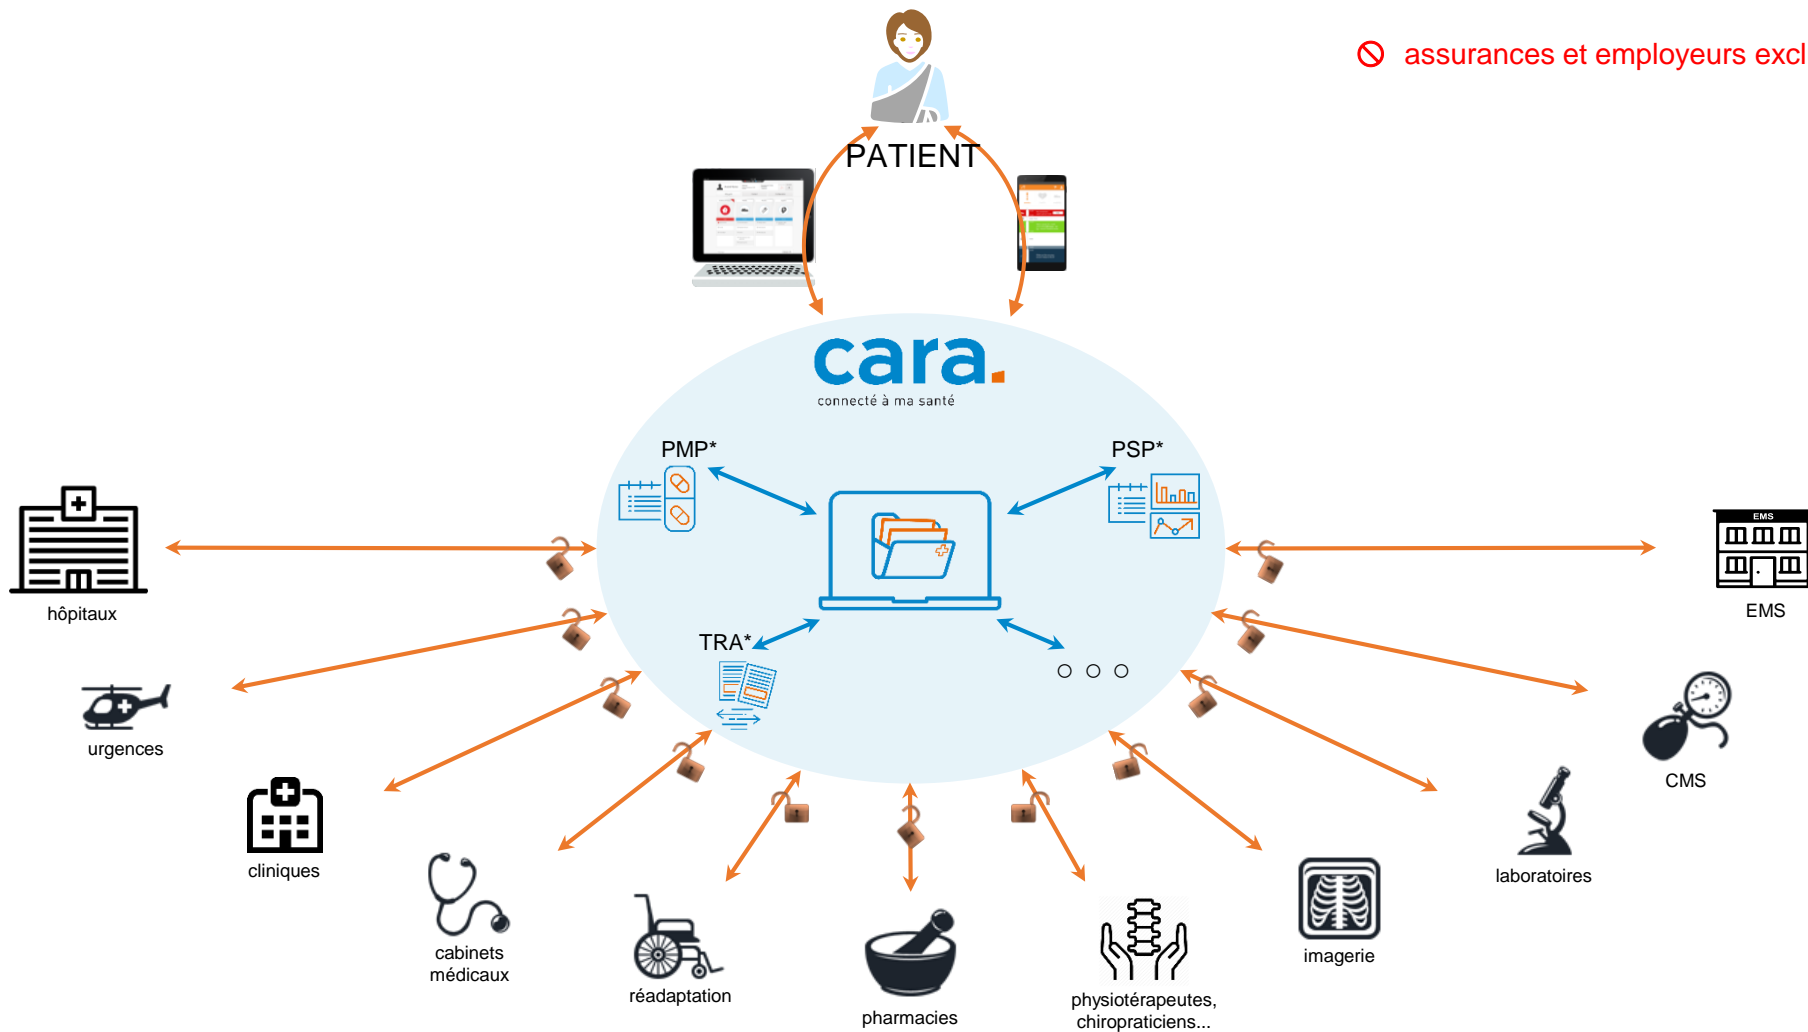 assurances et employeurs excl
PATIENT
cara.
connecté à ma santé
PMP*
PSP*
TRA*
hôpitaux
EMS
EMS
urgences
CMS
cliniques
laboratoires
cabinets
médicaux
imagerie
réadaptation
pharmacies
physiotérapeutes,
chiropraticiens...